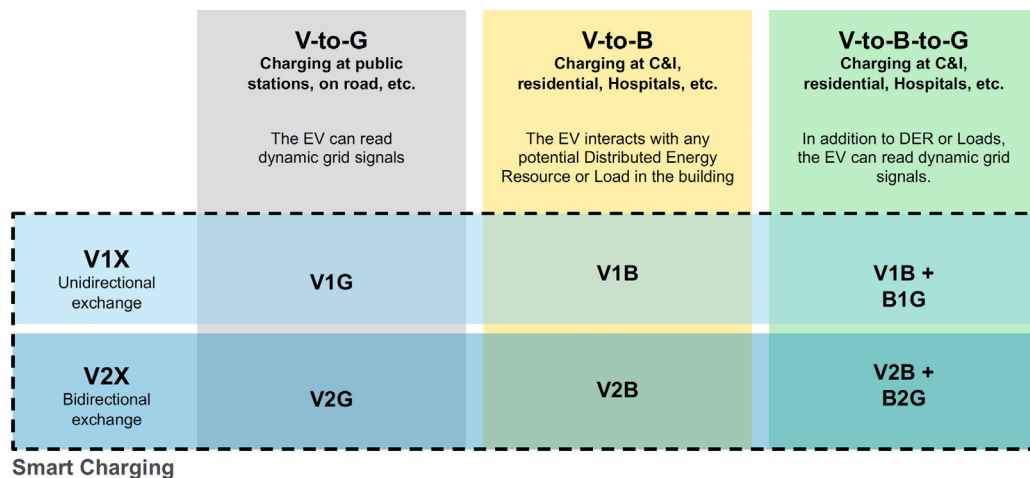 V-to-G
Charging at public
stations, on road, etc.
The EV can read
dynamic grid signals
V-to-B
Charging at C&I,
residential, Hospitals, etc.
The EV interacts with any
potential Distributed Energy
Resource or Load in the building
V-to-B-to-G
Charging at C&I,
residential, Hospitals, etc.
In addition to DER or Loads,
the EV can read dynamic grid
signals.
V1X
Unidirectional
exchange
V1G
V1B
V1B +
B1G
V2X
Bidirectional
exchange
V2G
V2B
V2B +
B2G
Smart Charging